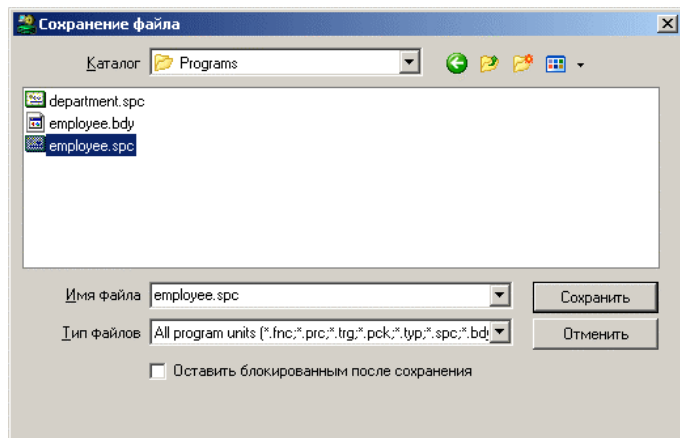 Сохранение файла
Каталог Programs
department.spc
employee.bdy
employee.spc
Имя файла employee.spc Сохранить
Тип файлов All program units (*.fnc;*.prc;*.trg;*.pck;*.typ;*.spc;*.bdy Отменить
Оставить блокированным после сохранения